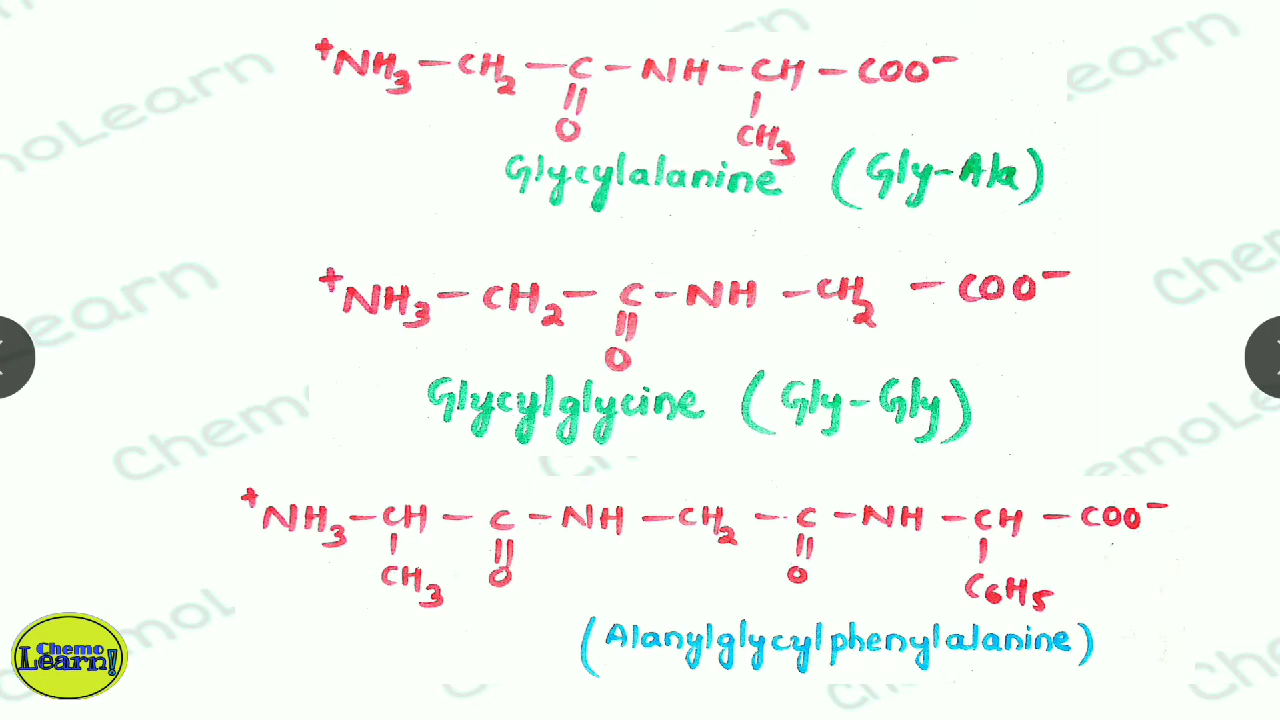 ⁺NH₃ — CH₂ — C — NH — CH — COO⁻
|| |
O CH₃
Glycylalanine (Gly-Ala)
⁺NH₃ — CH₂ — C — NH — CH₂ — COO⁻
||
O
Glycylglycine (Gly-Gly)
⁺NH₃ — CH — C — NH — CH₂ — C — NH — CH — COO⁻
| || || |
CH₃ O O C₆H₅
(Alanylglycylphenylalanine)
Chemo
Learn!
ChemoLearn